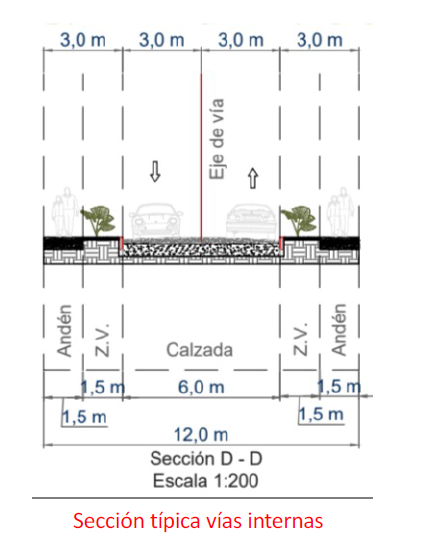 3,0 m 3,0 m 3,0 m 3,0 m
Eje de vía
Andén Z.V. Calzada Z.V. Andén
1,5 m 6,0 m 1,5 m
1,5 m 1,5 m
12,0 m
Sección D - D
Escala 1:200
Sección típica vías internas